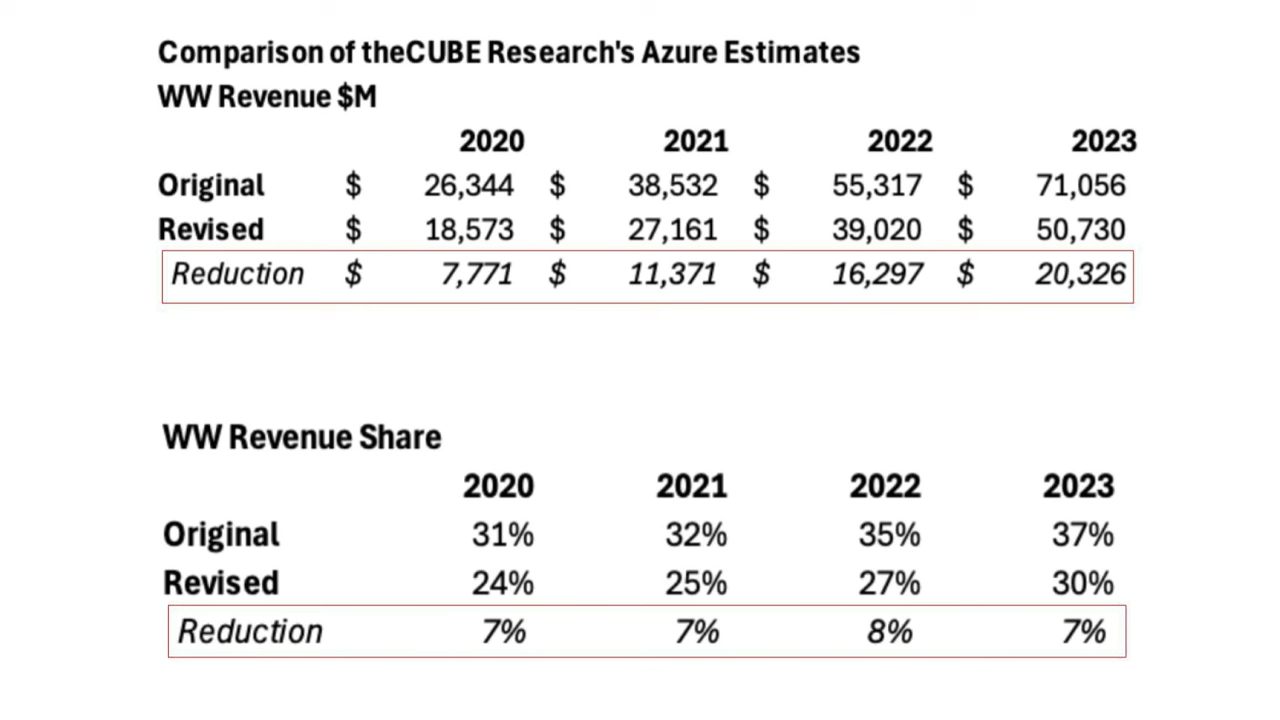 Comparison of theCUBE Research's Azure Estimates
WW Revenue $M
2020 2021 2022 2023
Original $ 26,344 $ 38,532 $ 55,317 $ 71,056
Revised $ 18,573 $ 27,161 $ 39,020 $ 50,730
Reduction $ 7,771 $ 11,371 $ 16,297 $ 20,326
WW Revenue Share
2020 2021 2022 2023
Original 31% 32% 35% 37%
Revised 24% 25% 27% 30%
Reduction 7% 7% 8% 7%